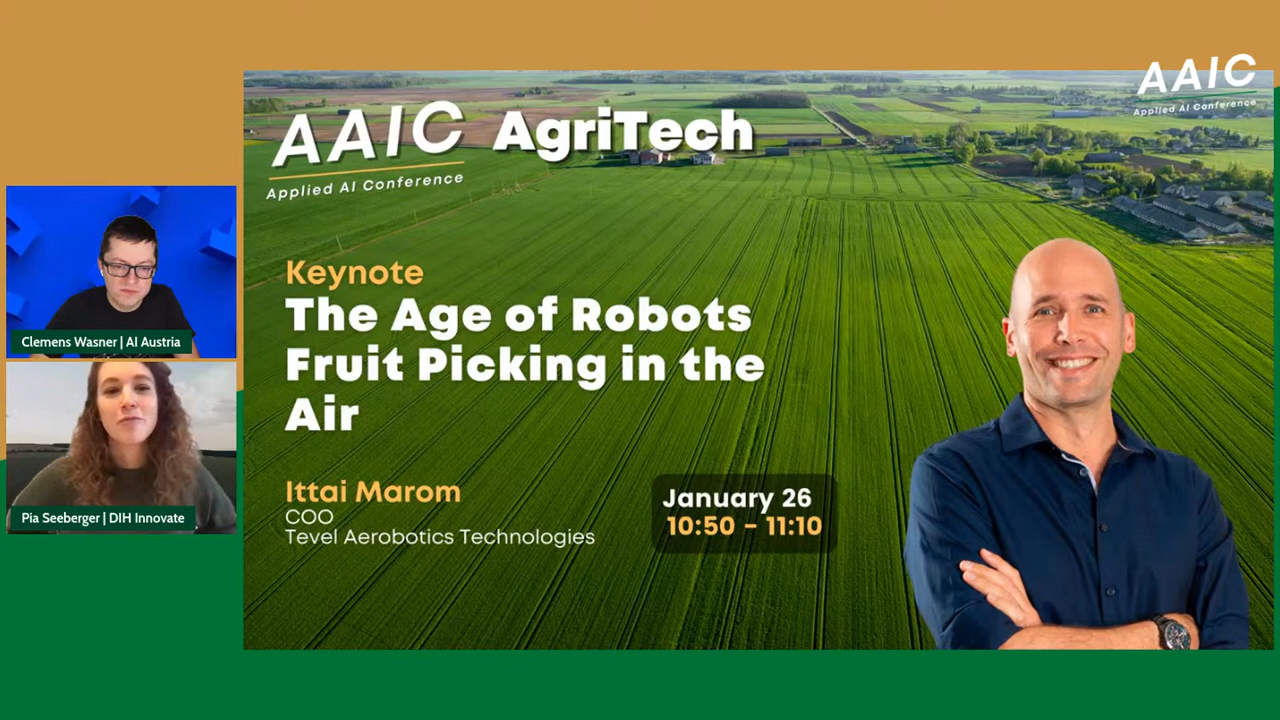 AAIC
Applied AI Conference
AAIC AgriTech
Applied AI Conference
Keynote
The Age of Robots
Fruit Picking in the
Air
Ittai Marom
COO
Tevel Aerobotics Technologies
January 26
10:50 - 11:10
Clemens Wasner | AI Austria
Pia Seeberger | DIH Innovate